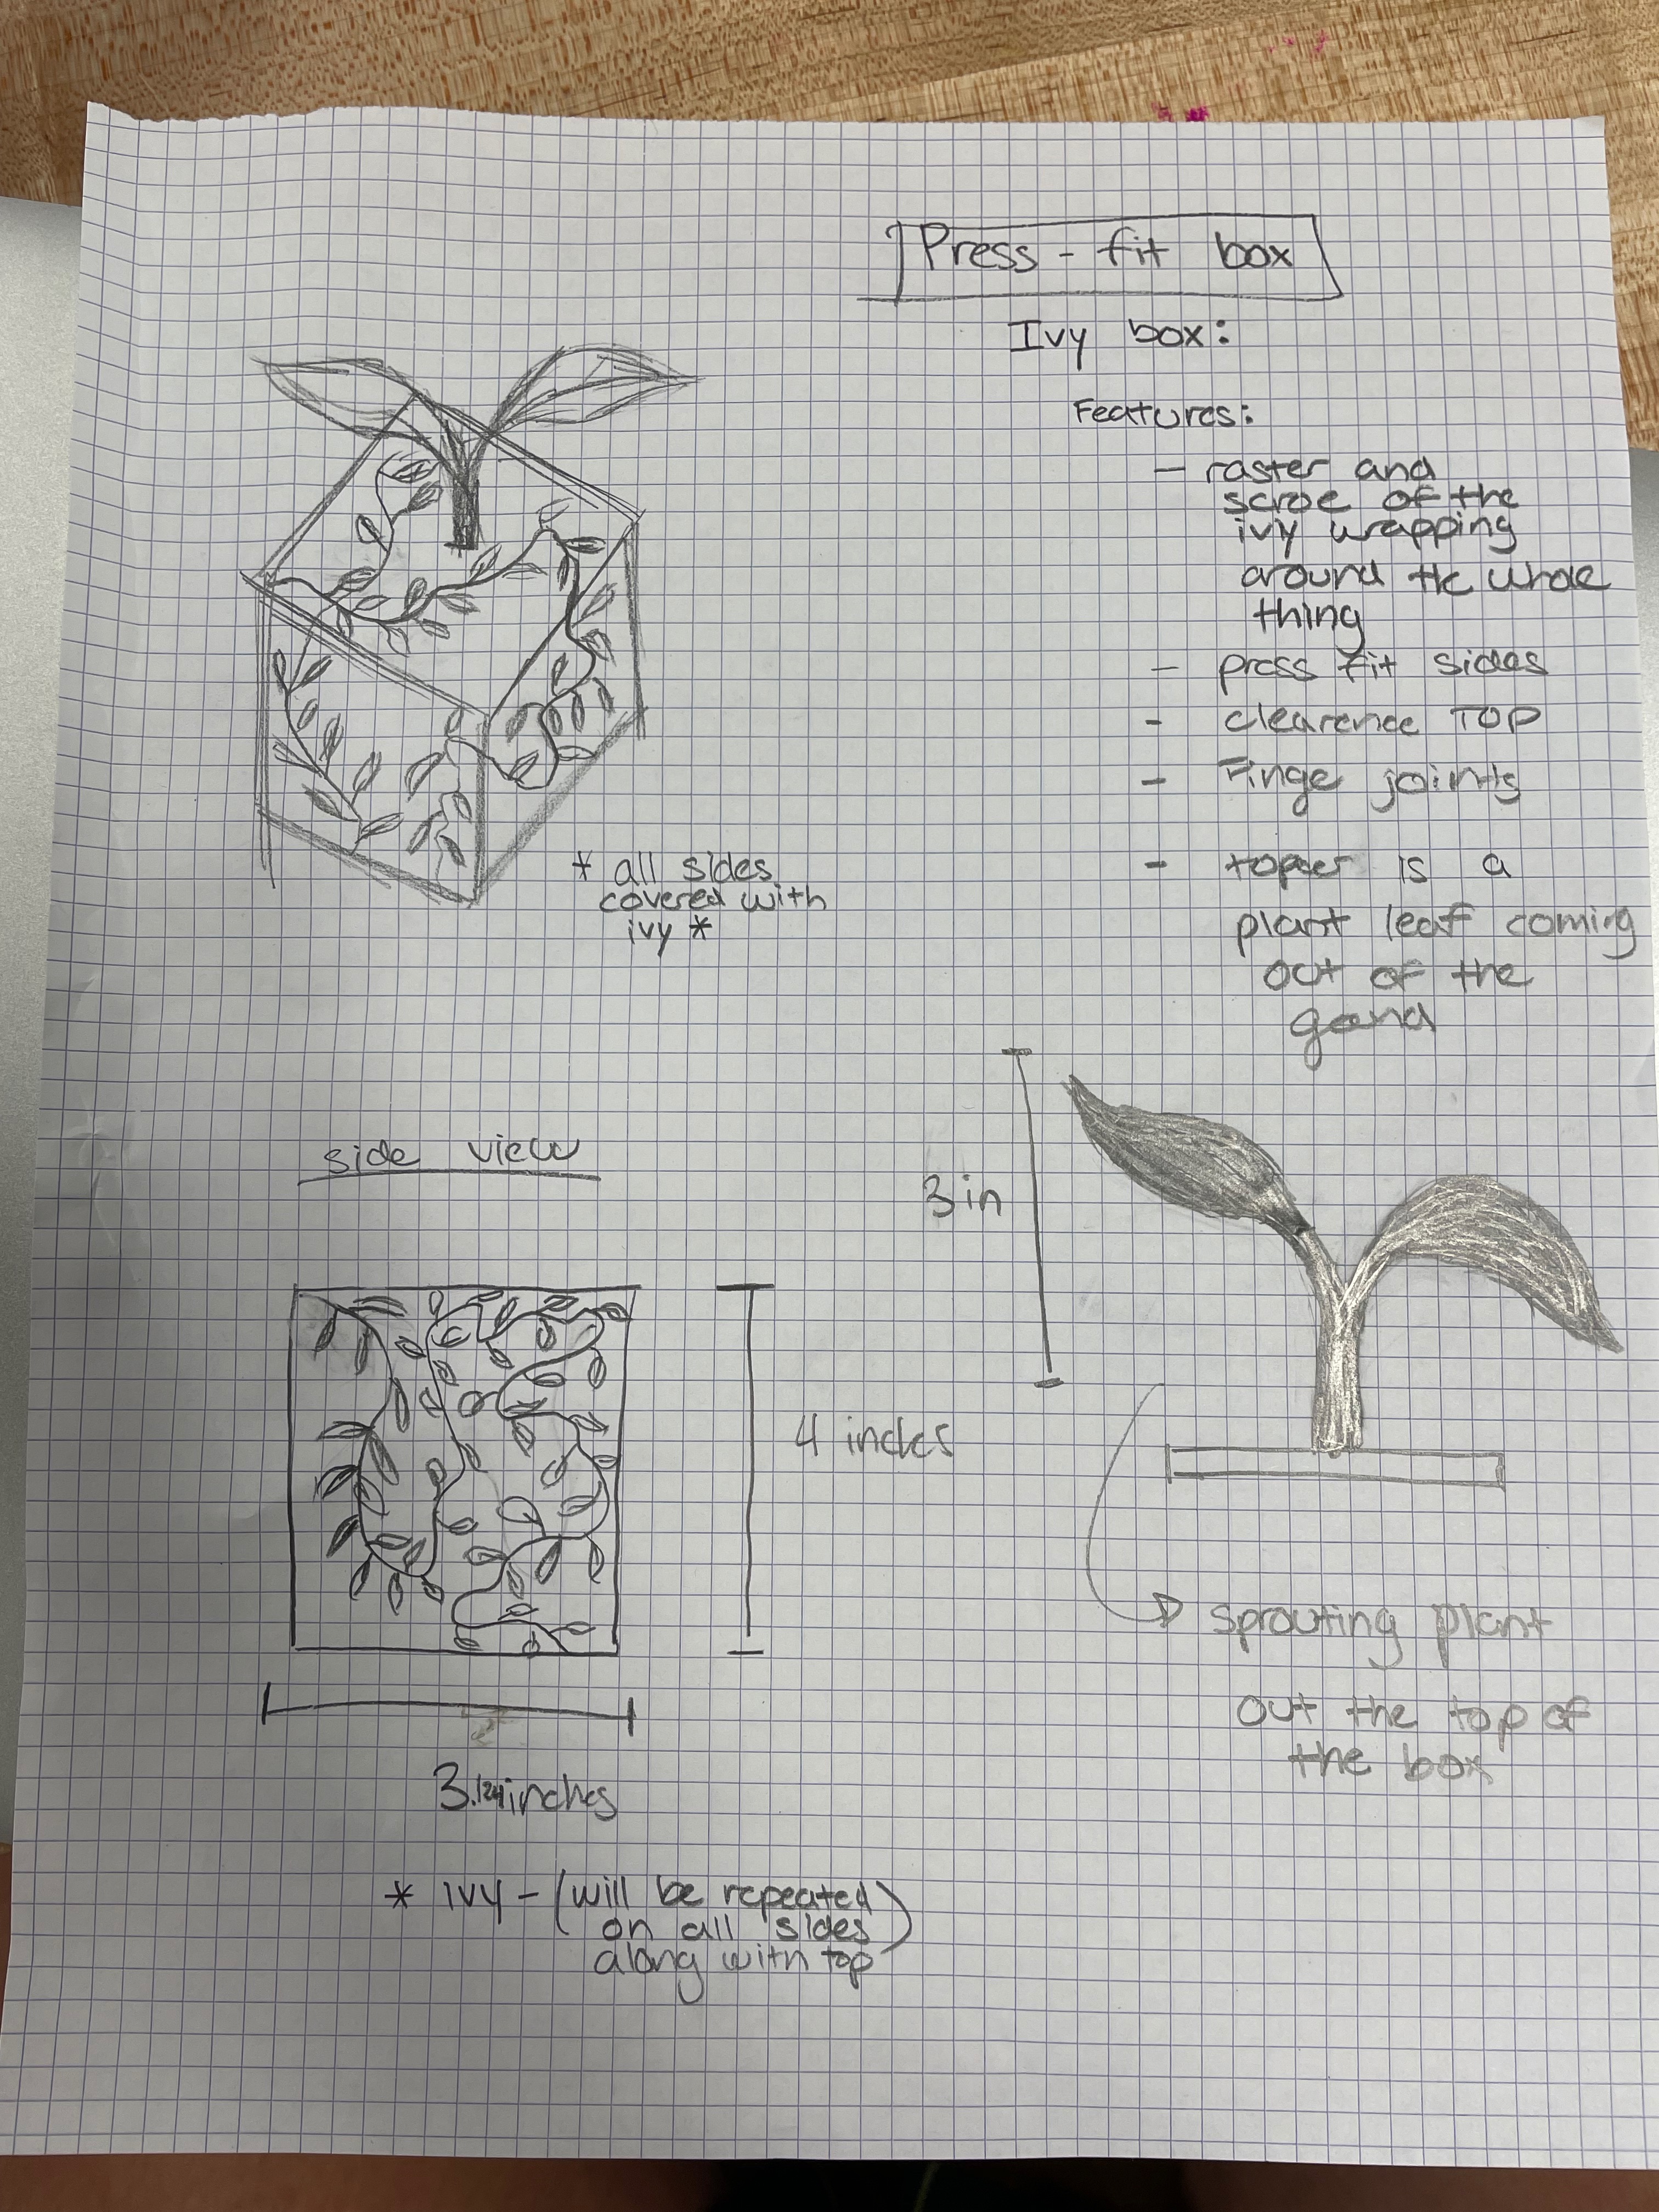 Press - fit box
Ivy box:
Features:
- raster and
scroe of the
ivy wrapping
around the whole
thing
- press fit sides
- clearence TOP
- Finge joints
- topper is a
plant leaf coming
out of the
* all sides
covered with
ivy *
3 in
side view
4 inches
sprouting plant
out the top of
the box
3.124 inches
* ivy - (will be repeated
on all sides)
along with top